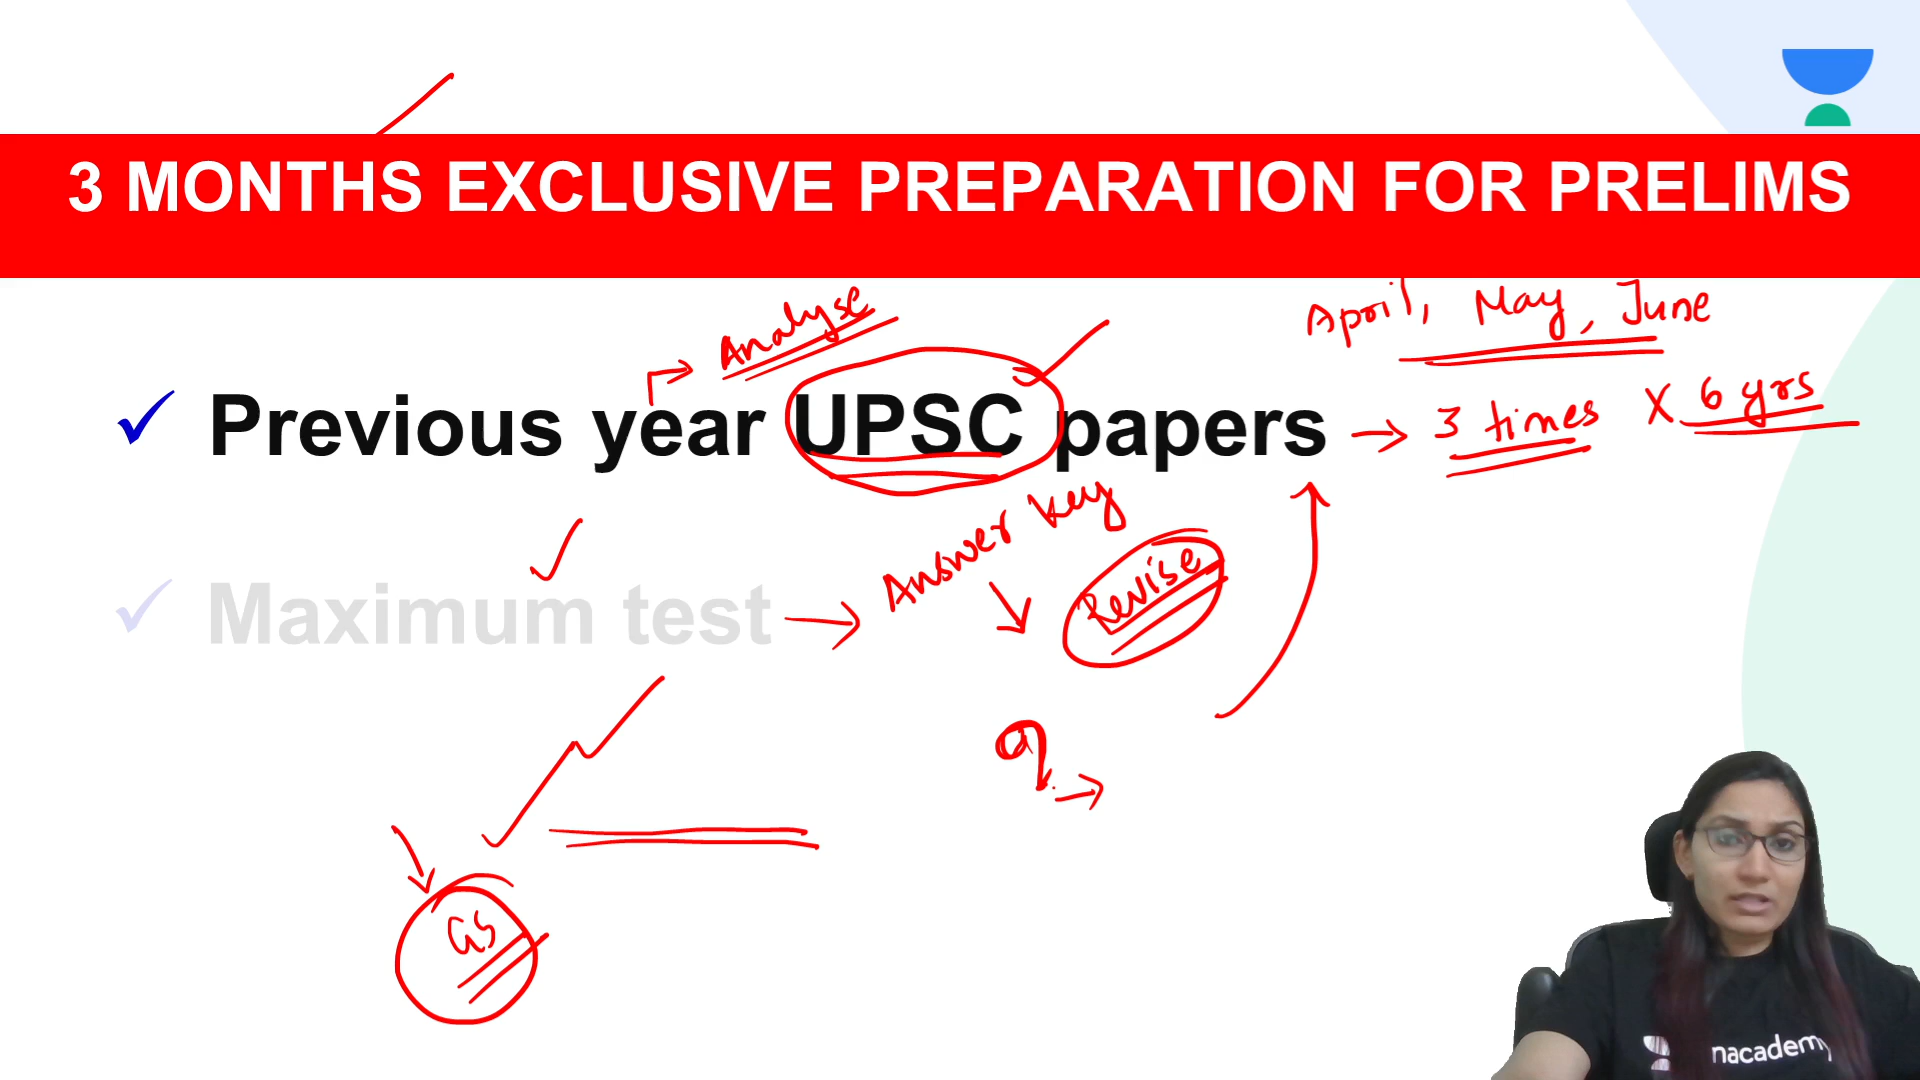 3 MONTHS EXCLUSIVE PREPARATION FOR PRELIMS
April, May, June
Analyse
✓ Previous year UPSC papers → 3 times X 6 yrs
Answer key
Revise
✓ Maximum test →
Q. →
GS
nacademy